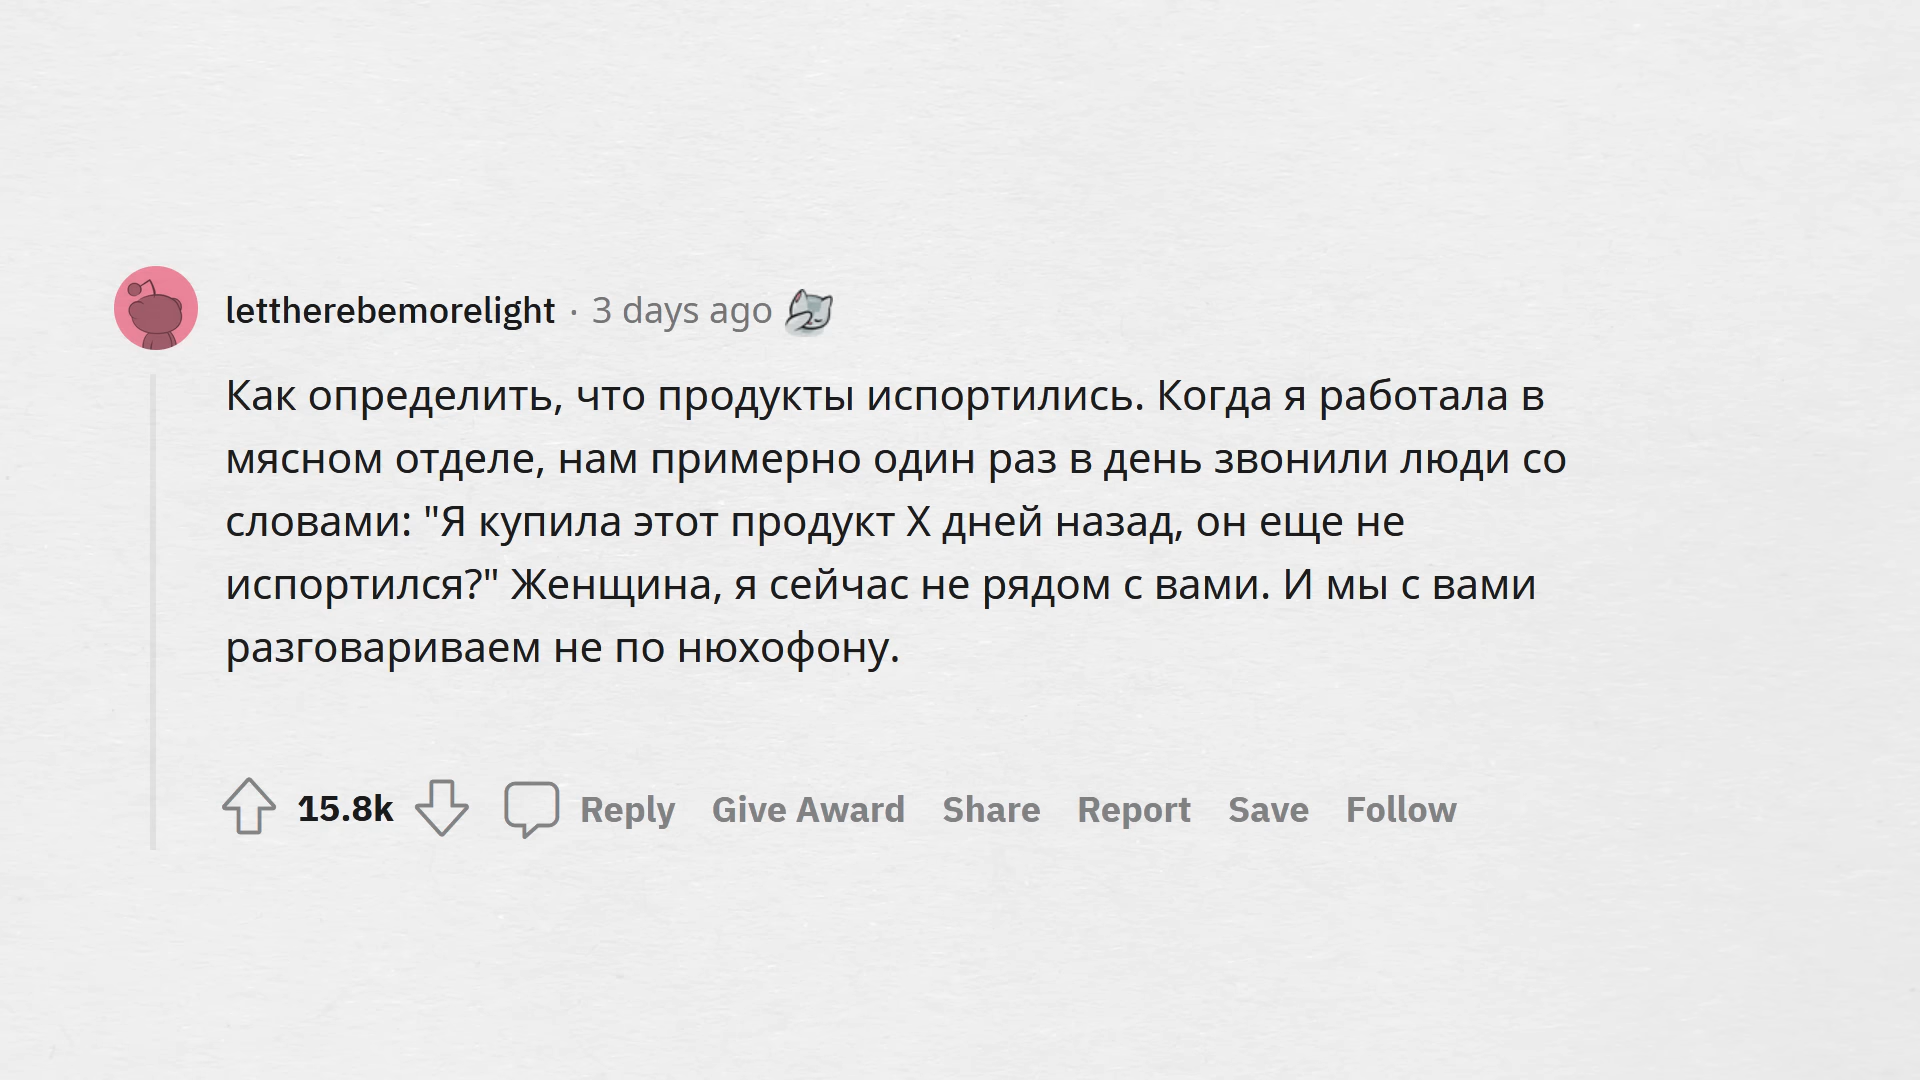 lettherebemorelight · 3 days ago
Как определить, что продукты испортились. Когда я работала в
мясном отделе, нам примерно один раз в день звонили люди со
словами: "Я купила этот продукт X дней назад, он еще не
испортился?" Женщина, я сейчас не рядом с вами. И мы с вами
разговариваем не по нюхофону.
15.8k Reply Give Award Share Report Save Follow